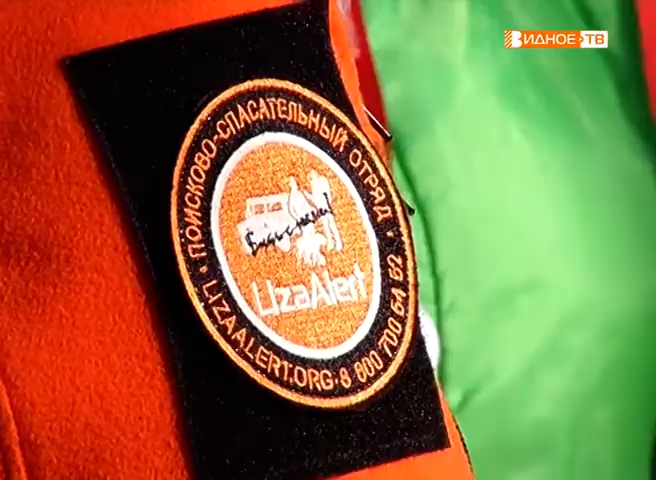 ВИДНОЕ-ТВ
• ПОИСКОВО-СПАСАТЕЛЬНЫЙ ОТРЯД •
LizaAlert
LIZAALERT.ORG 8 800 700 54 52